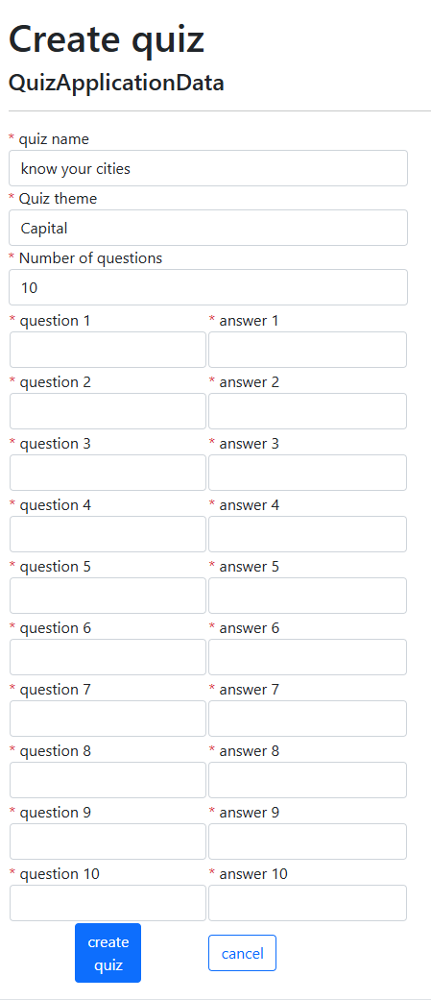 Create quiz
QuizApplicationData
* quiz name
know your cities
* Quiz theme
Capital
* Number of questions
10
* question 1 * answer 1
* question 2 * answer 2
* question 3 * answer 3
* question 4 * answer 4
* question 5 * answer 5
* question 6 * answer 6
* question 7 * answer 7
* question 8 * answer 8
* question 9 * answer 9
* question 10 * answer 10
create
quiz
cancel